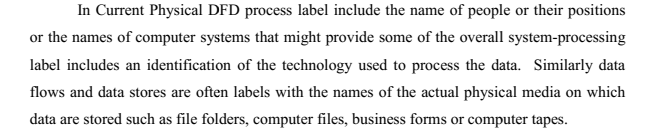 In Current Physical DFD process label include the name of people or their positions
or the names of computer systems that might provide some of the overall system-processing
label includes an identification of the technology used to process the data. Similarly data
flows and data stores are often labels with the names of the actual physical media on which
data are stored such as file folders, computer files, business forms or computer tapes.